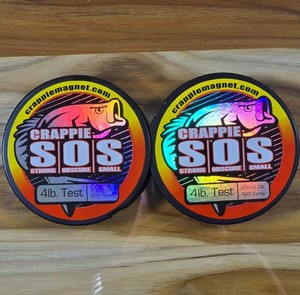 crappiemagnet.com
CRAPPIE
SOS
STRONG OBSCURE SMALL
4lb. Test
crappiemagnet.com
CRAPPIE
SOS
STRONG OBSCURE SMALL
4lb. Test